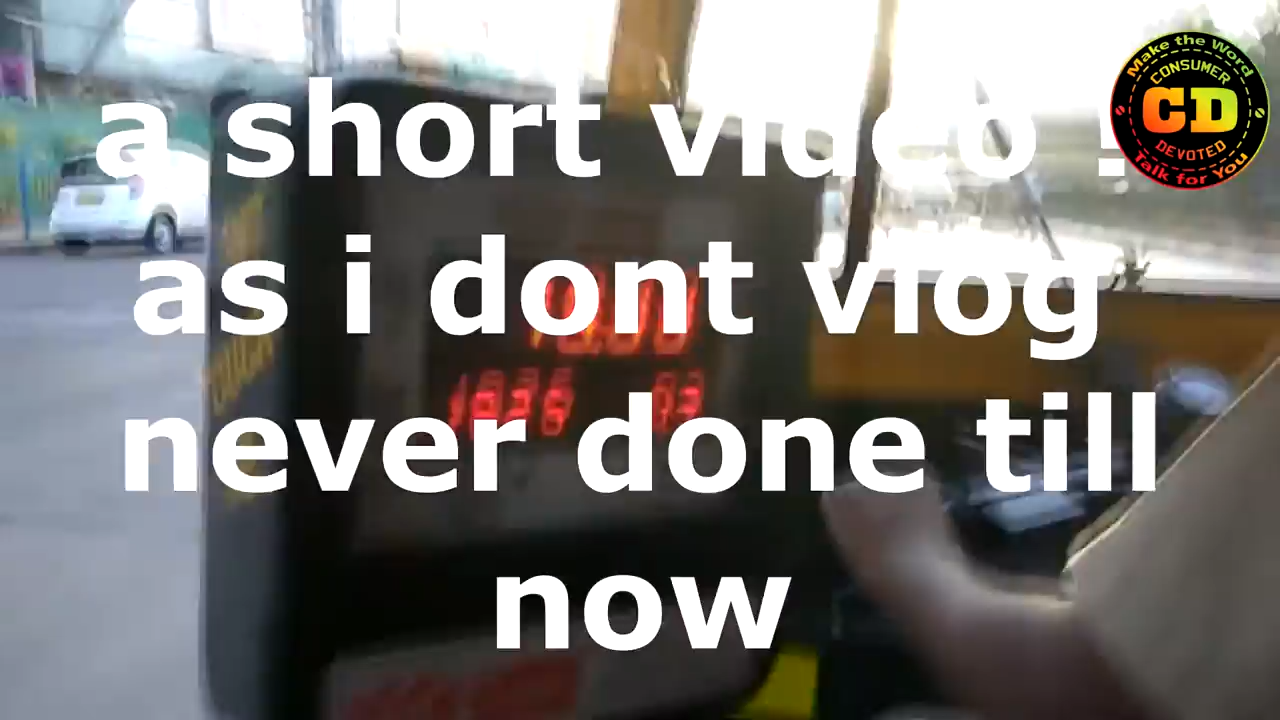 a short video !
as i dont vlog
never done till
now
Make the Word
CONSUMER
CD
DEVOTED
Talk for You